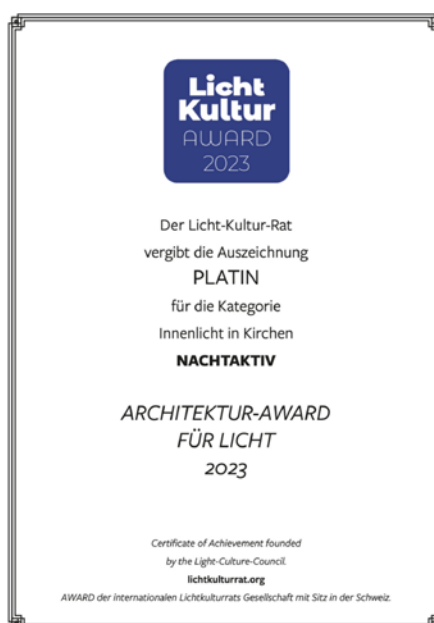 Licht
Kultur
AWARD
2023
Der Licht-Kultur-Rat
vergibt die Auszeichnung
PLATIN
für die Kategorie
Innenlicht in Kirchen
NACHTAKTIV
ARCHITEKTUR-AWARD
FÜR LICHT
2023
Certificate of Achievement founded
by the Light-Culture-Council.
lichtkulturrat.org
AWARD der internationalen Lichtkulturrats Gesellschaft mit Sitz in der Schweiz.